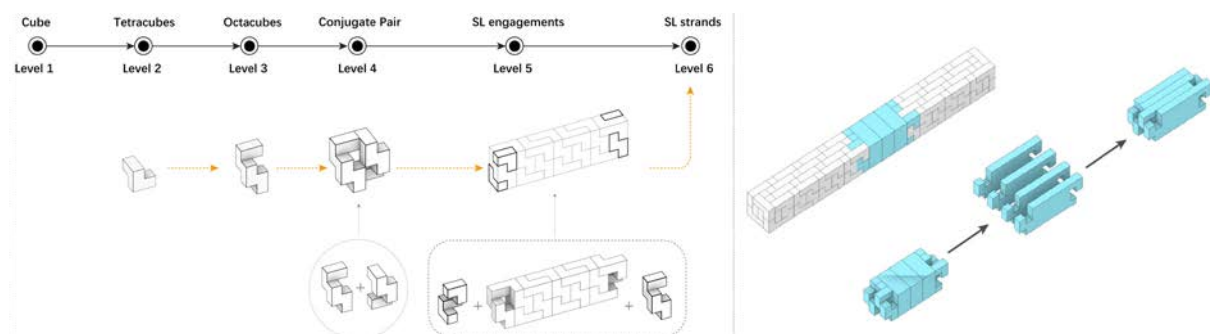 Cube Tetracubes Octacubes Conjugate Pair SL engagements SL strands
Level 1 Level 2 Level 3 Level 4 Level 5 Level 6
+
+ +